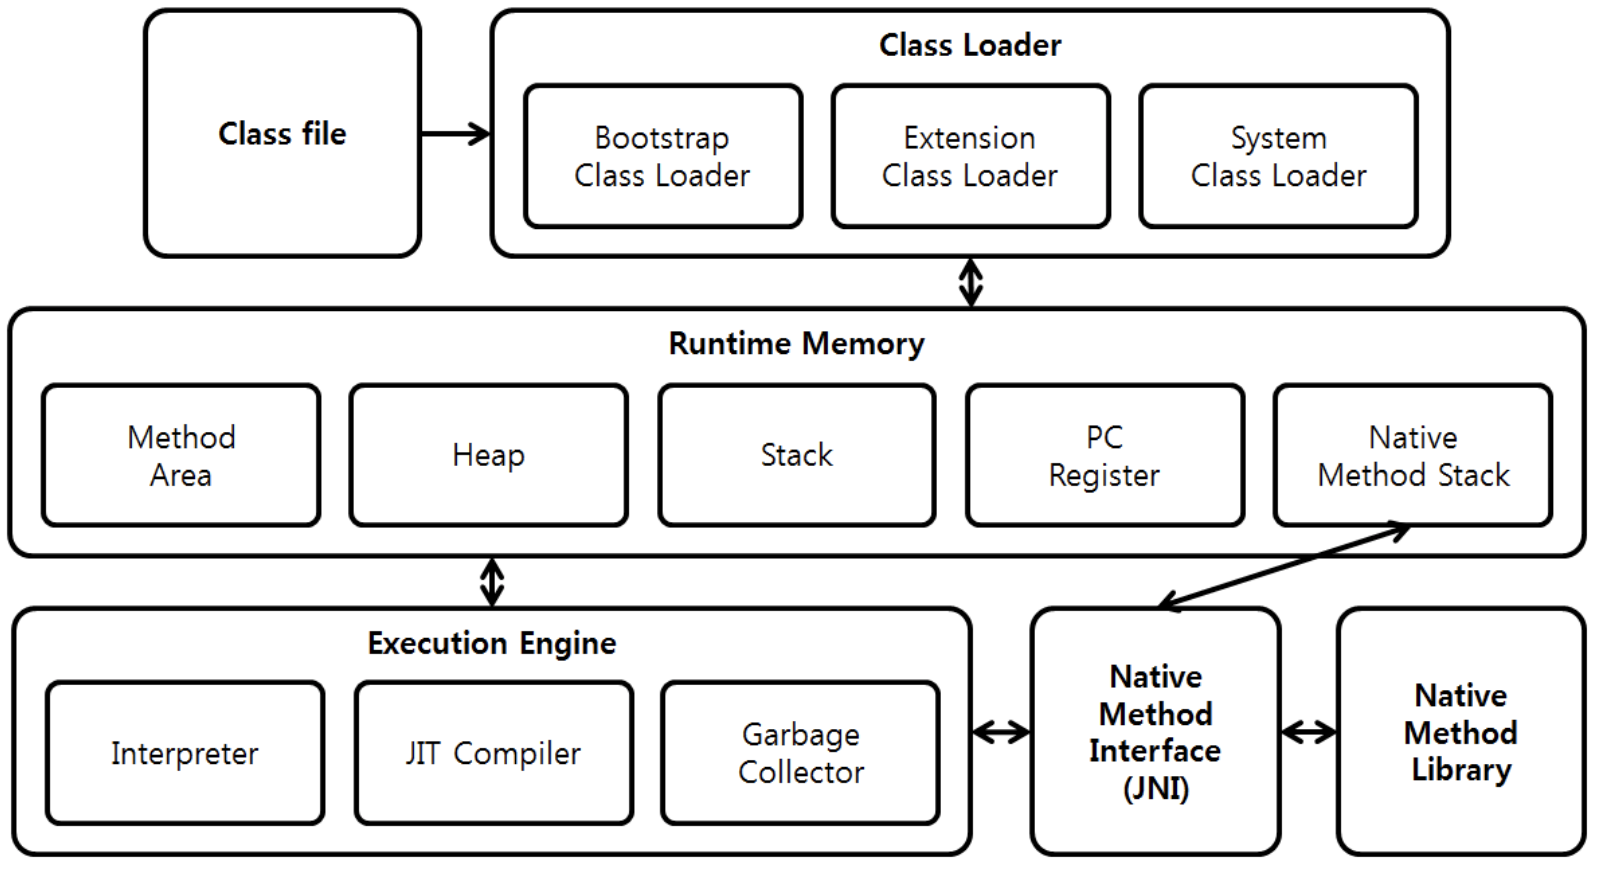 Class file
Class Loader
Bootstrap
Class Loader
Extension
Class Loader
System
Class Loader
Runtime Memory
Method
Area
Heap
Stack
PC
Register
Native
Method Stack
Execution Engine
Interpreter
JIT Compiler
Garbage
Collector
Native
Method
Interface
(JNI)
Native
Method
Library